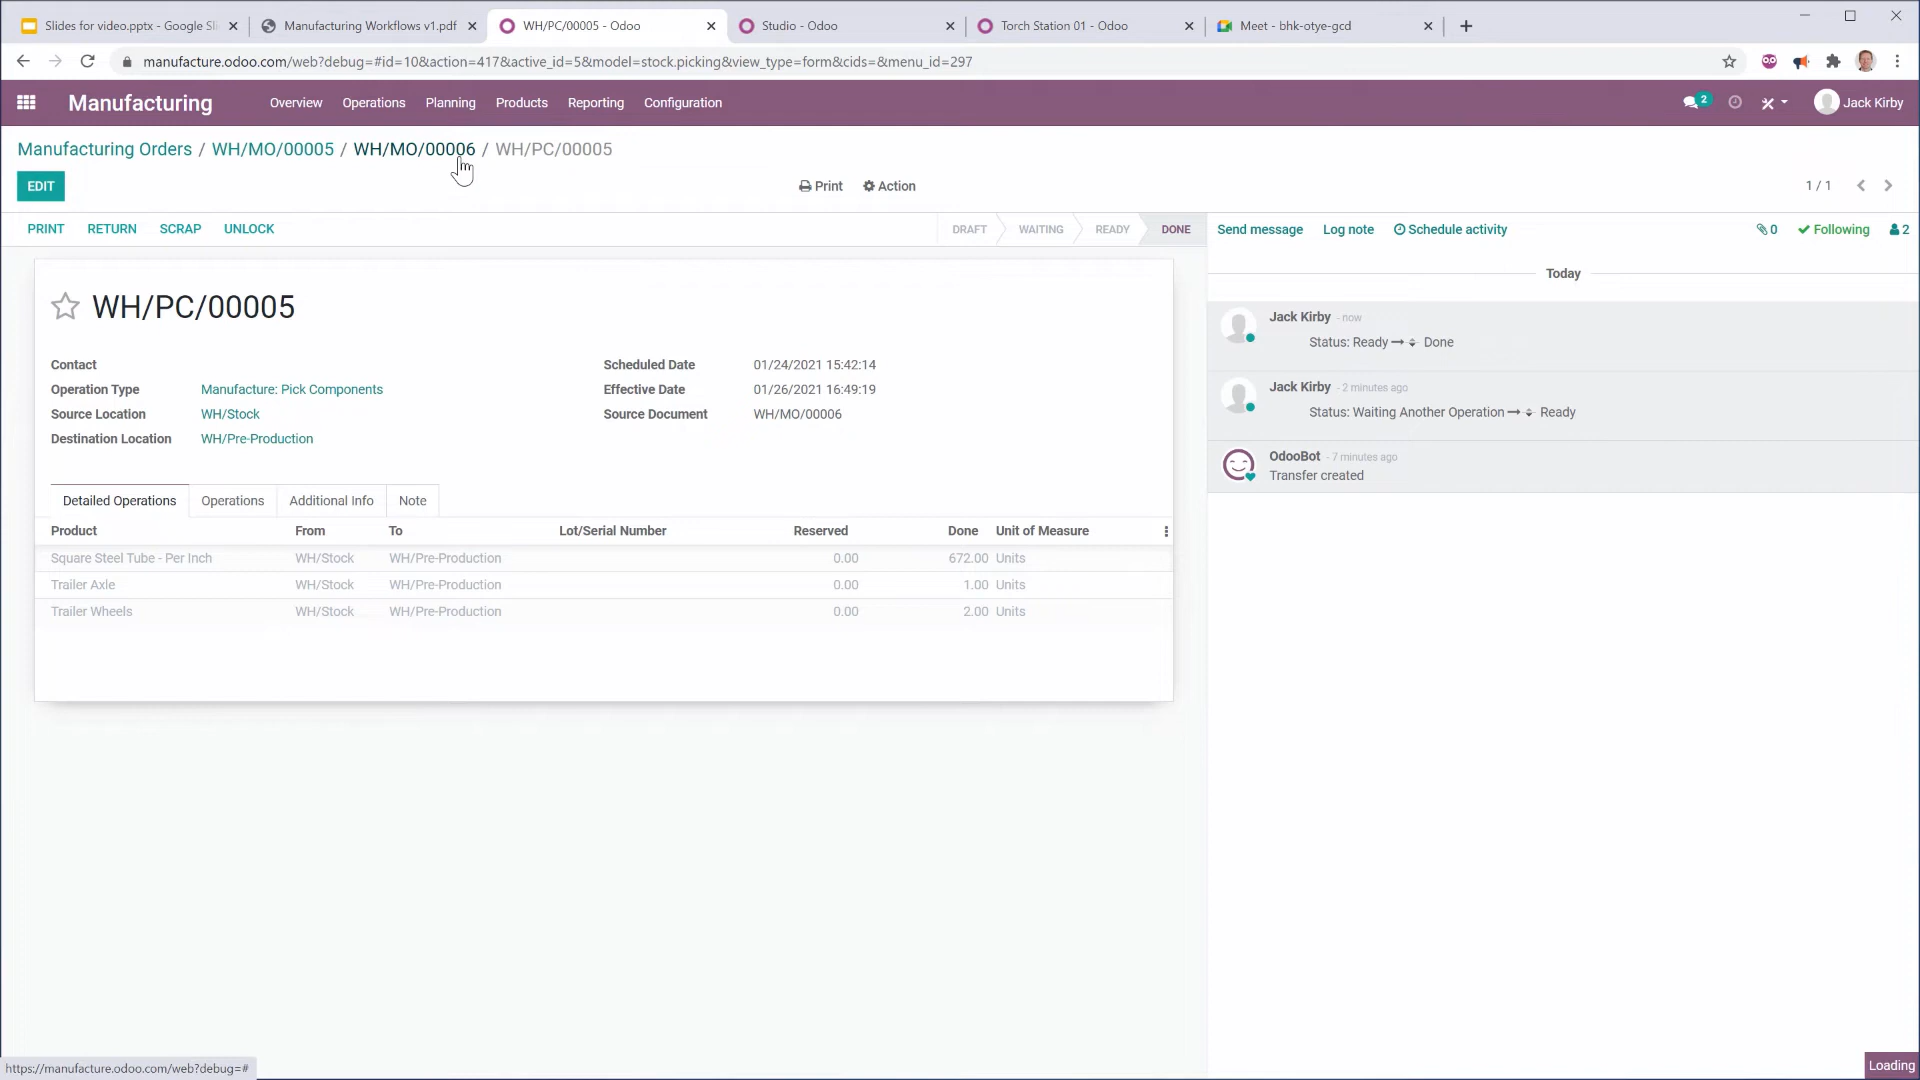 Slides for video.pptx - Google Sli
Manufacturing Workflows v1.pdf
WH/PC/00005 - Odoo
Studio - Odoo
Torch Station 01 - Odoo
Meet - bhk-otye-gcd
manufacture.odoo.com/web?debug=#id=10&action=417&active_id=5&model=stock.picking&view_type=form&cids=&menu_id=297
Manufacturing
Overview
Operations
Planning
Products
Reporting
Configuration
2
Jack Kirby
Manufacturing Orders / WH/MO/00005 / WH/MO/00006 / WH/PC/00005
EDIT
Print
Action
1 / 1
PRINT
RETURN
SCRAP
UNLOCK
DRAFT
WAITING
READY
DONE
Send message
Log note
Schedule activity
0
Following
2
Today
WH/PC/00005
Contact
Operation Type Manufacture: Pick Components
Source Location WH/Stock
Destination Location WH/Pre-Production
Scheduled Date 01/24/2021 15:42:14
Effective Date 01/26/2021 16:49:19
Source Document WH/MO/00006
Jack Kirby - now
Status: Ready → Done
Jack Kirby - 2 minutes ago
Status: Waiting Another Operation → Ready
OdooBot - 7 minutes ago
Transfer created
Detailed Operations
Operations
Additional Info
Note
Product From To Lot/Serial Number Reserved Done Unit of Measure
Square Steel Tube - Per Inch WH/Stock WH/Pre-Production 0.00 672.00 Units
Trailer Axle WH/Stock WH/Pre-Production 0.00 1.00 Units
Trailer Wheels WH/Stock WH/Pre-Production 0.00 2.00 Units
https://manufacture.odoo.com/web?debug=#
Loading